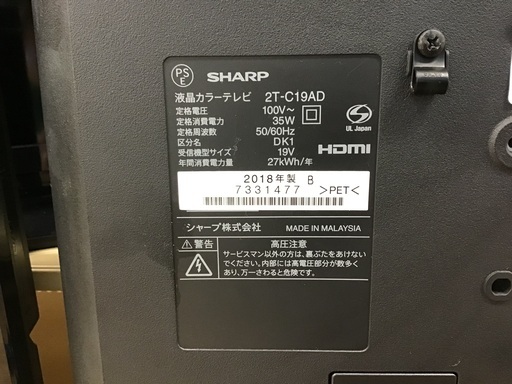 PS
E
SHARP
液晶カラーテレビ 2T-C19AD
定格電圧 100V~
定格消費電力 35W
定格周波数 50/60Hz
区分名 DK1
受信機型サイズ 19V
年間消費電力量 27kWh/年
UL Japan
HDMI
2018年製 B
7331477 >PET<
シャープ株式会社 MADE IN MALAYSIA
警告 高圧注意
サービスマン以外の方は、裏ぶたをあけない
でください。内部には高電圧部分が数多く
あり、万一さわると危険です。